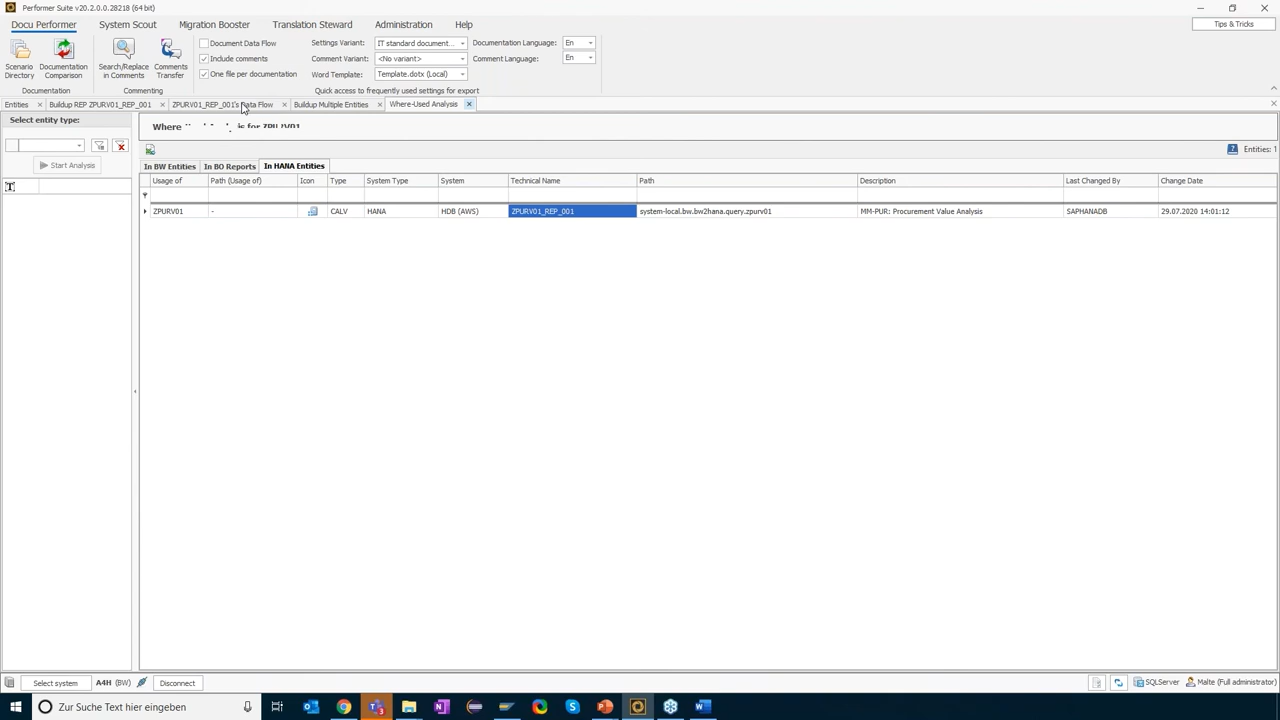 Performer Suite v20.2.0.0.28218 (64 bit)
Docu Performer System Scout Migration Booster Translation Steward Administration Help
Tips & Tricks
Document Data Flow Settings Variant: IT standard document... Documentation Language: En
Include comments Comment Variant: <No variant> Comment Language: En
One file per documentation Word Template: Template.dotx (Local)
Scenario Directory Documentation Comparison Search/Replace in Comments Comments Transfer
Documentation Commenting Quick access to frequently used settings for export
Entities Buildup REP ZPURV01_REP_001 ZPURV01_REP_001's Data Flow Buildup Multiple Entities Where-Used Analysis
Select entity type:
Start Analysis
Where for ZPURV01
Entities: 1
In BW Entities In BO Reports In HANA Entities
Usage of Path (Usage of) Icon Type System Type System Technical Name Path Description Last Changed By Change Date
ZPURV01 - CALV HANA HDB (AWS) ZPURV01_REP_001 system-local.bw.bw2hana.query.zpurv01 MM-PUR: Procurement Value Analysis SAPHANADB 29.07.2020 14:01:12
Select system A4H (BW) Disconnect SQLServer Malte (Full administrator)
Zur Suche Text hier eingeben